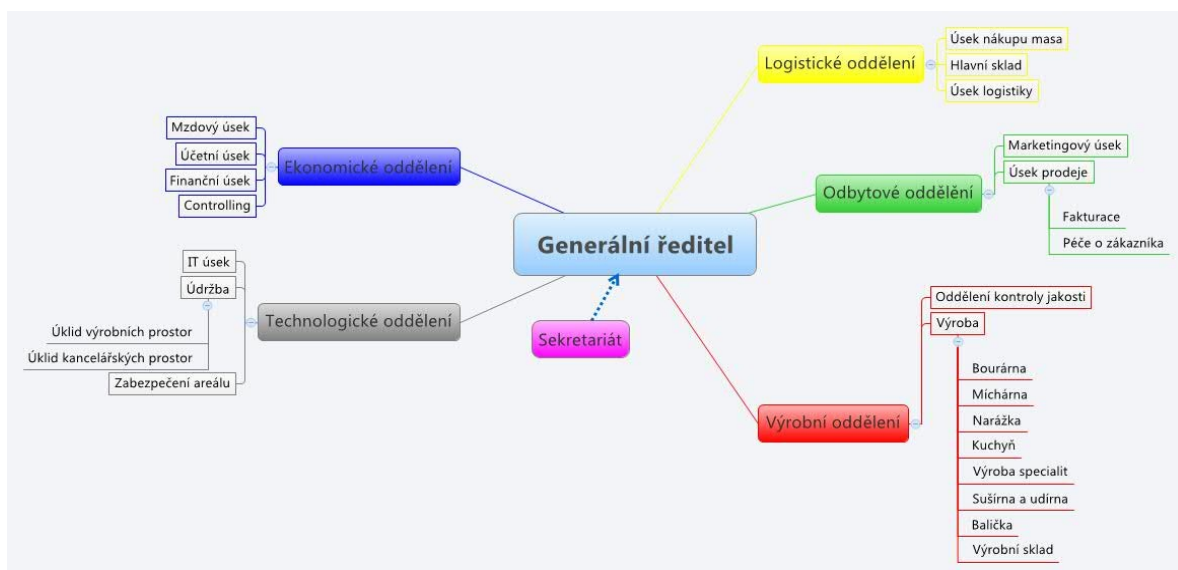 Logistické oddělení
Úsek nákupu masa
Hlavní sklad
Úsek logistiky
Mzdový úsek
Účetní úsek
Finanční úsek
Controlling
Ekonomické oddělení
Odbytové oddělění
Marketingový úsek
Úsek prodeje
Fakturace
Péče o zákazníka
Generální ředitel
IT úsek
Údržba
Úklid výrobních prostor
Úklid kancelářských prostor
Zabezpečení areálu
Technologické oddělení
Sekretariát
Výrobní oddělení
Oddělení kontroly jakosti
Výroba
Bourárna
Míchárna
Narážka
Kuchyň
Výroba specialit
Sušírna a udírna
Balička
Výrobní sklad